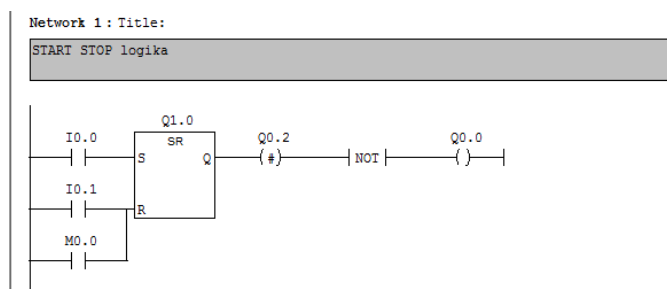 Network 1 : Title:
START STOP logika
Q1.0
I0.0 SR Q0.2 Q0.0
S Q (#) NOT ( )
I0.1
R
M0.0